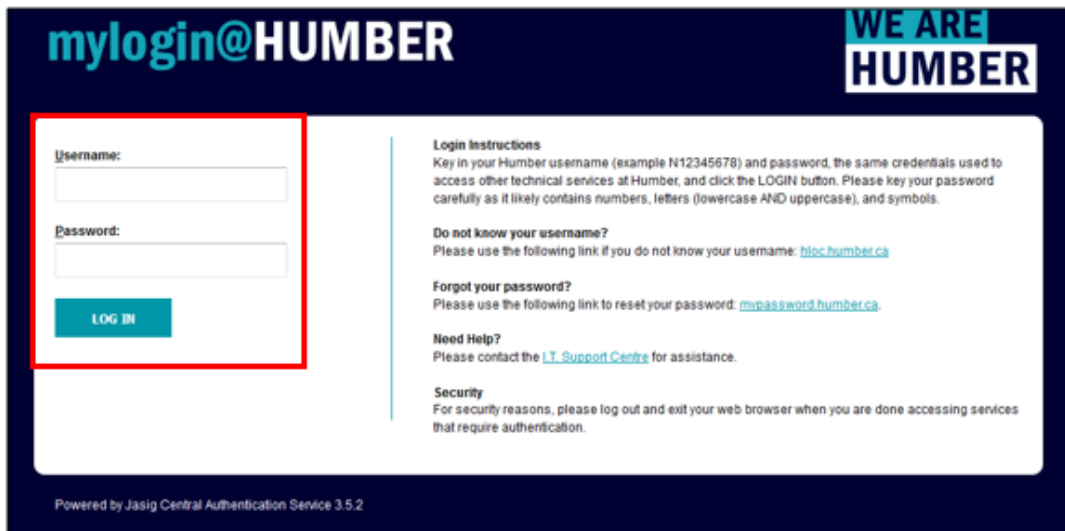 mylogin@HUMBER
WE ARE
HUMBER
Username:
Password:
LOG IN
Login Instructions
Key in your Humber username (example N12345678) and password, the same credentials used to
access other technical services at Humber, and click the LOGIN button. Please key your password
carefully as it likely contains numbers, letters (lowercase AND uppercase), and symbols.
Do not know your username?
Please use the following link if you do not know your username: hloc.humber.ca
Forgot your password?
Please use the following link to reset your password: mypassword.humber.ca.
Need Help?
Please contact the I.T. Support Centre for assistance.
Security
For security reasons, please log out and exit your web browser when you are done accessing services
that require authentication.
Powered by Jasig Central Authentication Service 3.5.2